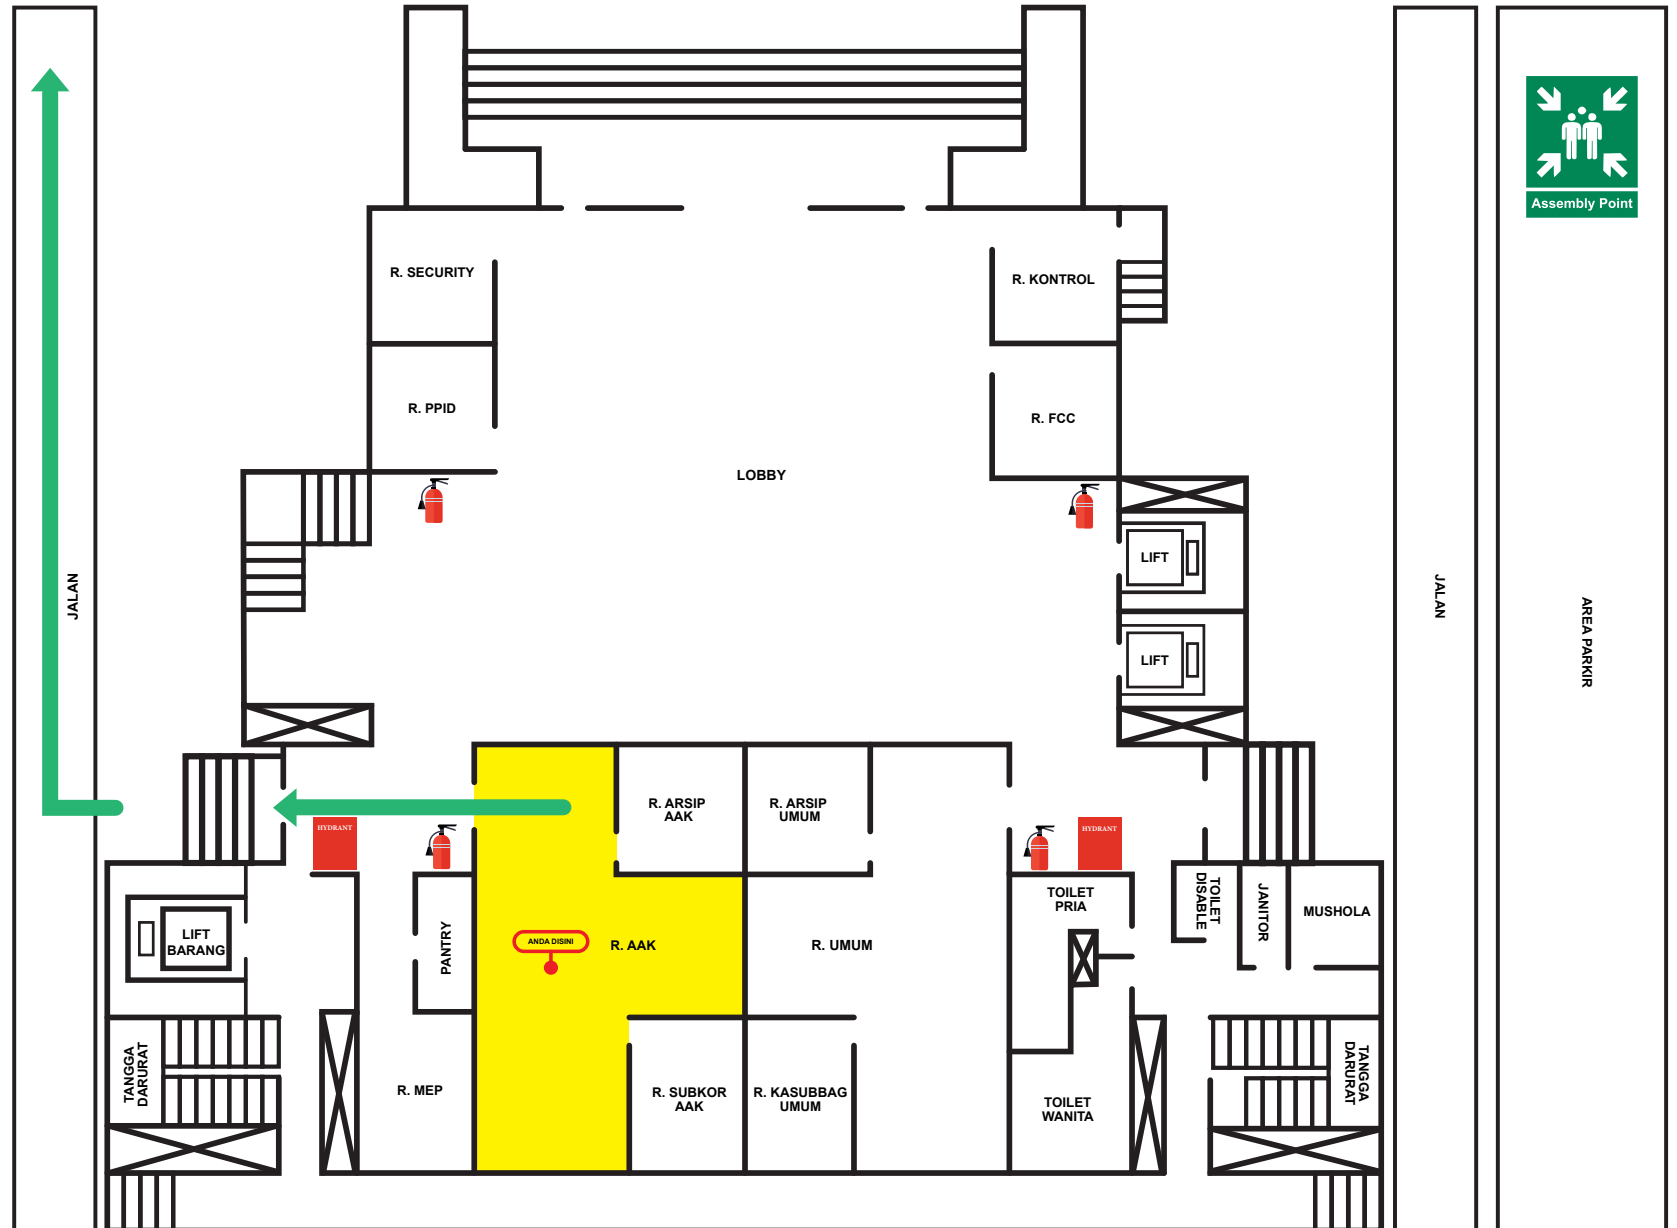 Assembly Point
R. SECURITY
R. KONTROL
R. PPID
R. FCC
LOBBY
LIFT
JALAN
JALAN
AREA PARKIR
LIFT
R. ARSIP
AAK
R. ARSIP
UMUM
HYDRANT
HYDRANT
TOILET
PRIA
TOILET
DISABLE
JANITOR
MUSHOLA
LIFT
BARANG
PANTRY
ANDA DISINI
R. AAK
R. UMUM
TANGGA
DARURAT
R. MEP
R. SUBKOR
AAK
R. KASUBBAG
UMUM
TOILET
WANITA
TANGGA
DARURAT